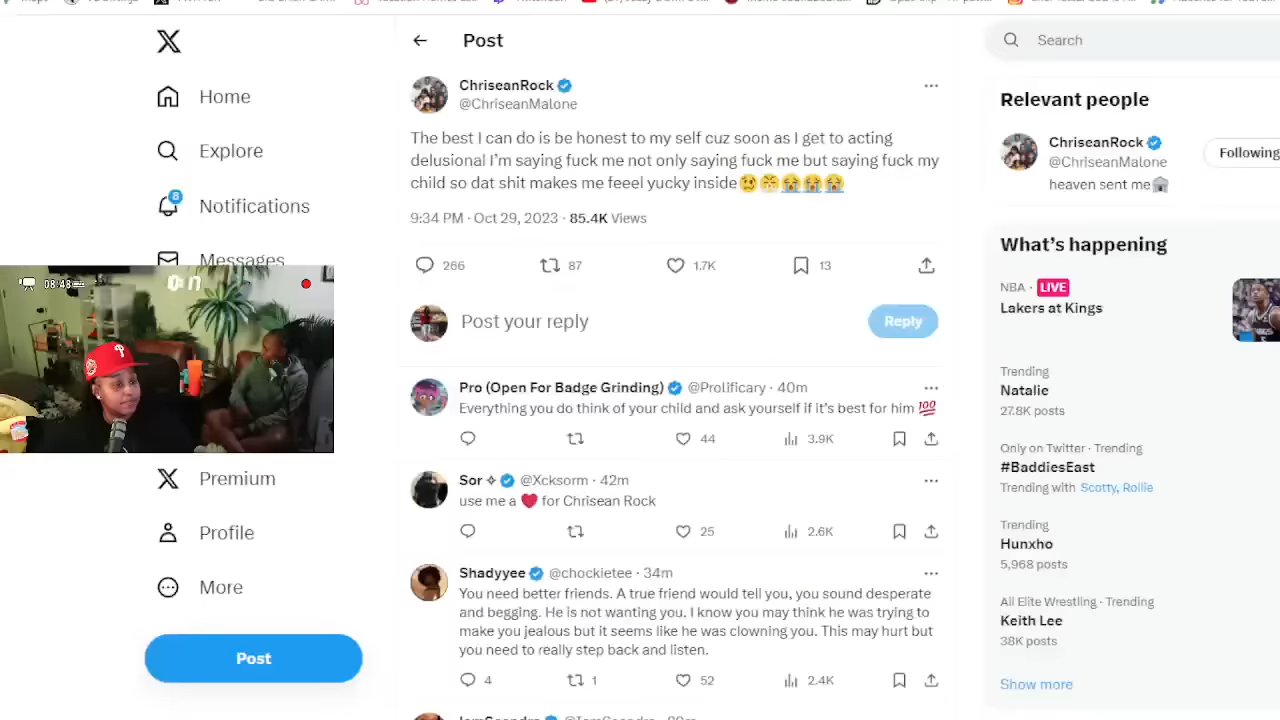 Post
Search
ChriseanRock
@ChriseanMalone
The best I can do is be honest to my self cuz soon as I get to acting
delusional I'm saying fuck me not only saying fuck me but saying fuck my
child so dat shit makes me feeel yucky inside🥴😤😭😭😭
9:34 PM · Oct 29, 2023 · 85.4K Views
266 87 1.7K 13
Post your reply
Reply
Pro (Open For Badge Grinding) @Prolificary · 40m
Everything you do think of your child and ask yourself if it's best for him 💯
44 3.9K
Sor ✧ @Xcksorm · 42m
use me a ❤️ for Chrisean Rock
25 2.6K
Shadyyee @chockietee · 34m
You need better friends. A true friend would tell you, you sound desperate
and begging. He is not wanting you. I know you may think he was trying to
make you jealous but it seems like he was clowning you. This may hurt but
you need to really step back and listen.
4 1 52 2.4K
Home
Explore
8
Notifications
Messages
08:48
Premium
Profile
More
Post
Relevant people
ChriseanRock
@ChriseanMalone
heaven sent me
Following
What's happening
NBA · LIVE
Lakers at Kings
Trending
Natalie
27.8K posts
Only on Twitter · Trending
#BaddiesEast
Trending with Scotty, Rollie
Trending
Hunxho
5,968 posts
All Elite Wrestling · Trending
Keith Lee
38K posts
Show more